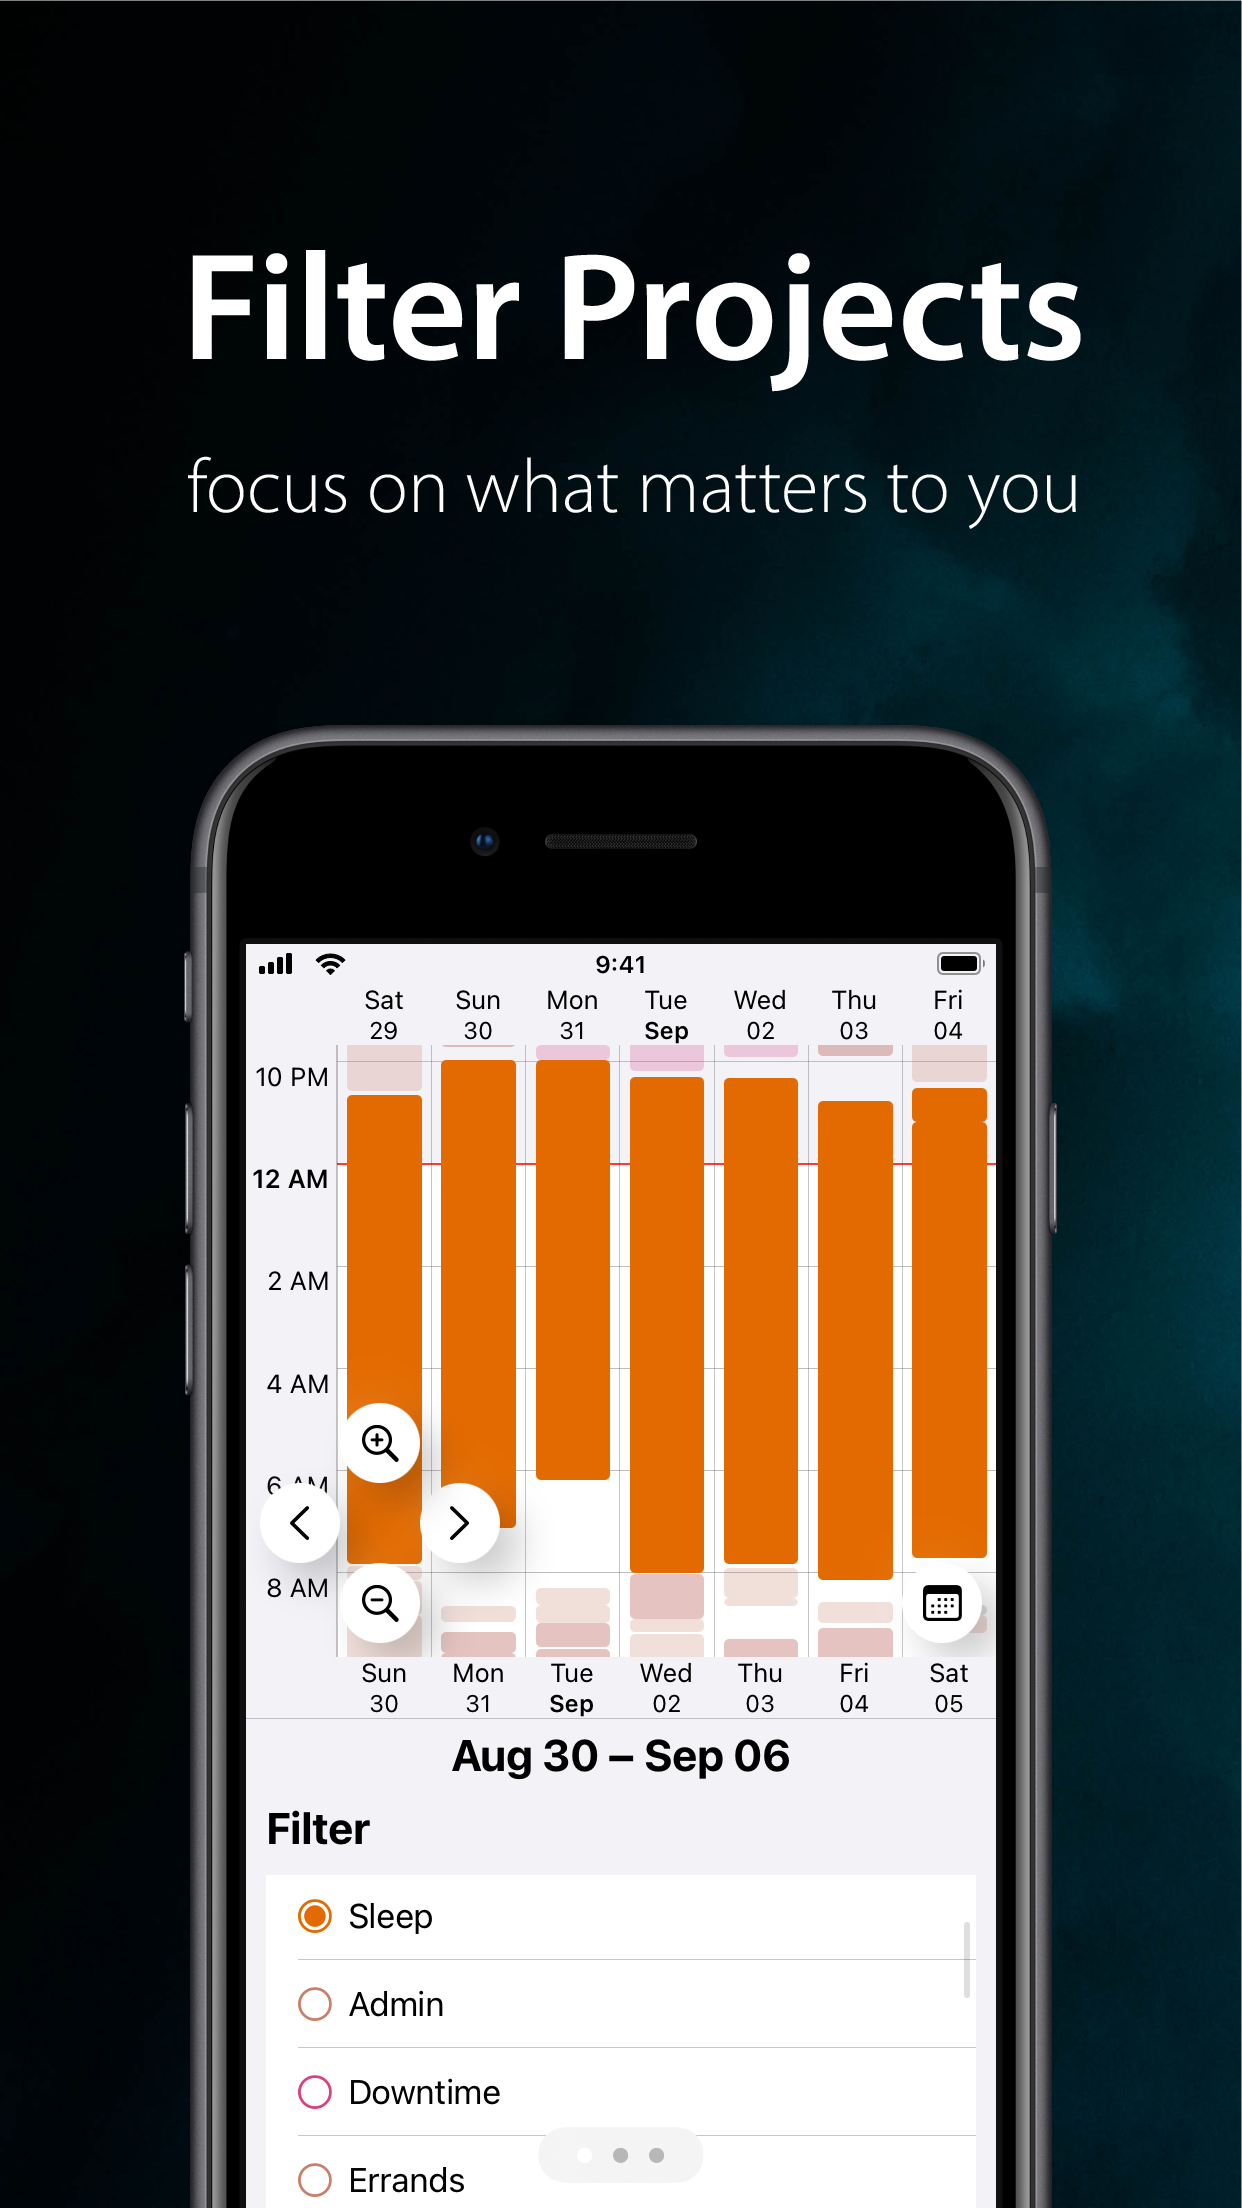 Filter Projects
focus on what matters to you
9:41
Sat Sun Mon Tue Wed Thu Fri
29 30 31 Sep 02 03 04
10 PM
12 AM
2 AM
4 AM
6 AM
8 AM
Sun Mon Tue Wed Thu Fri Sat
30 31 Sep 02 03 04 05
Aug 30 – Sep 06
Filter
Sleep
Admin
Downtime
Errands